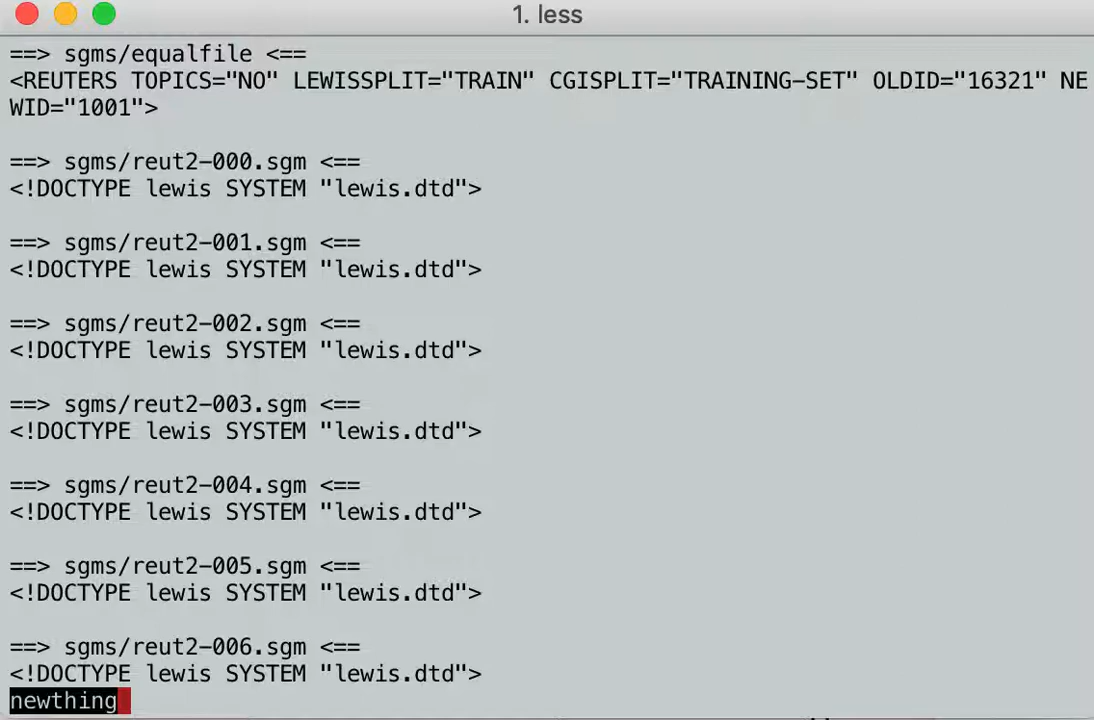 1. less
==> sgms/equalfile <==
<REUTERS TOPICS="NO" LEWISSPLIT="TRAIN" CGISPLIT="TRAINING-SET" OLDID="16321" NE
WID="1001">
==> sgms/reut2-000.sgm <==
<!DOCTYPE lewis SYSTEM "lewis.dtd">
==> sgms/reut2-001.sgm <==
<!DOCTYPE lewis SYSTEM "lewis.dtd">
==> sgms/reut2-002.sgm <==
<!DOCTYPE lewis SYSTEM "lewis.dtd">
==> sgms/reut2-003.sgm <==
<!DOCTYPE lewis SYSTEM "lewis.dtd">
==> sgms/reut2-004.sgm <==
<!DOCTYPE lewis SYSTEM "lewis.dtd">
==> sgms/reut2-005.sgm <==
<!DOCTYPE lewis SYSTEM "lewis.dtd">
==> sgms/reut2-006.sgm <==
<!DOCTYPE lewis SYSTEM "lewis.dtd">
newthing